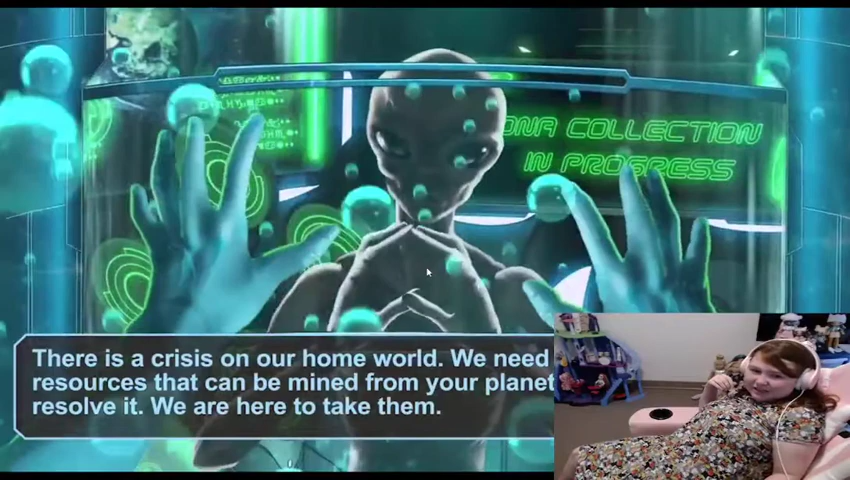 DNA COLLECTION
IN PROGRESS
There is a crisis on our home world. We need
resources that can be mined from your planet
resolve it. We are here to take them.